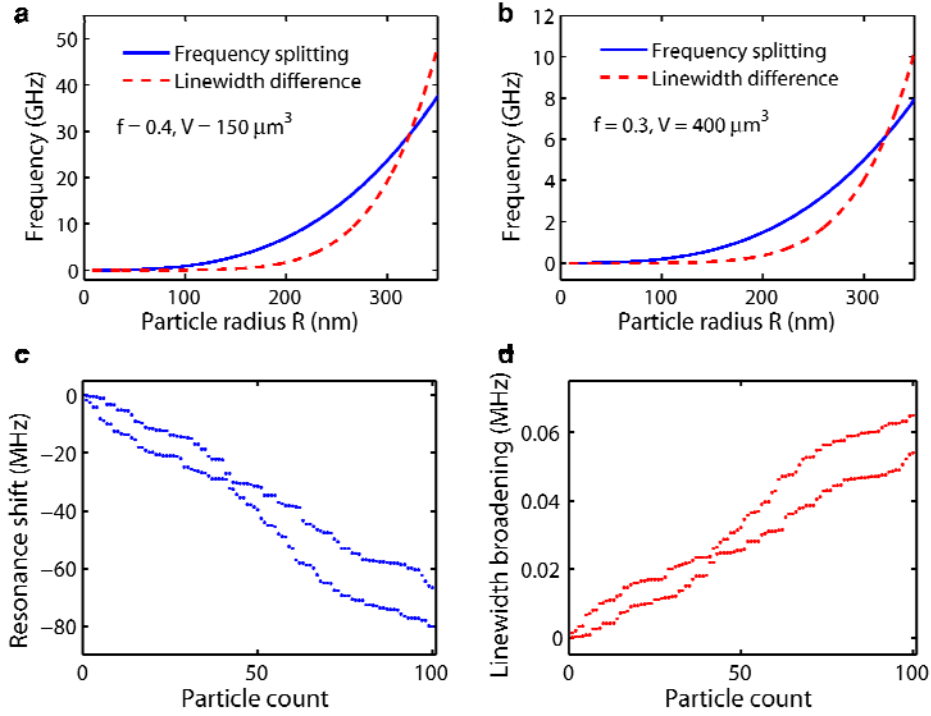 a
Frequency (GHz)
50
40
30
20
10
0
Frequency splitting
Linewidth difference
f − 0.4, V − 150 μm³
0 100 200 300
Particle radius R (nm)
b
Frequency (GHz)
12
10
8
6
4
2
0
Frequency splitting
Linewidth difference
f = 0.3, V = 400 μm³
0 100 200 300
Particle radius R (nm)
c
Resonance shift (MHz)
0
−20
−40
−60
−80
0 50 100
Particle count
d
Linewidth broadening (MHz)
0.06
0.04
0.02
0
0 50 100
Particle count